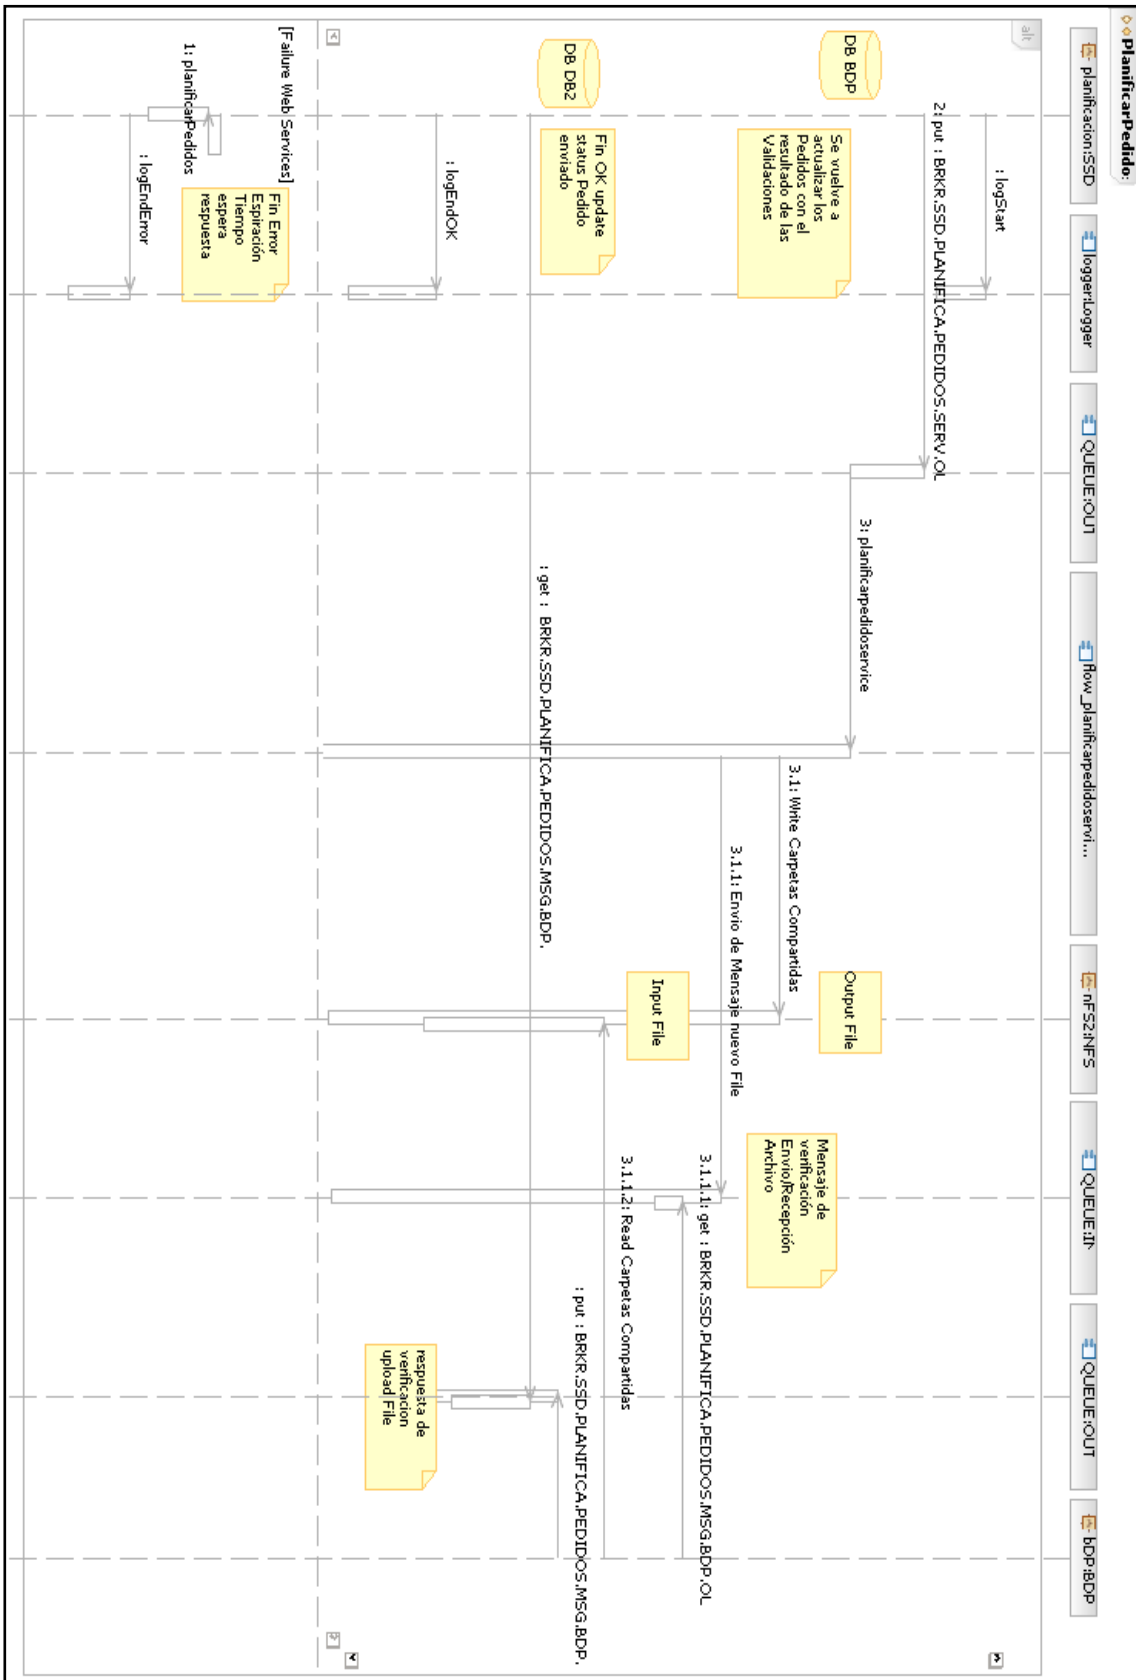 PlanificarPedido:
planificacion:SSD
logger:Logger
QUEUE:OUT
flow_planificarpedidoservi...
nFS2:NFS
QUEUE:IN
QUEUE:OUT
bDP:BDP
alt
: logStart
2: put : BRKR.SSD.PLANIFICA.PEDIDOS.SERV.OL
DB BDP
Se vuelve a
actualizar los
Pedidos con el
resultado de las
Validaciones
3: planificarpedidoservice
Output File
3.1: Write Carpetas Compartidas
Mensaje de
verificación
Envio/Recepción
Archivo
3.1.1: Envio de Mensaje nuevo File
3.1.1.1: get : BRKR.SSD.PLANIFICA.PEDIDOS.MSG.BDP.OL
Input File
3.1.1.2: Read Carpetas Compartidas
DB DB2
Fin OK update
status Pedido
enviado
: put : BRKR.SSD.PLANIFICA.PEDIDOS.MSG.BDP.
: get : BRKR.SSD.PLANIFICA.PEDIDOS.MSG.BDP.
: logEndOK
respuesta de
verificacion
upload File
[Failure Web Services]
Fin Error
Espiración
Tiempo
espera
respuesta
1: planificarPedidos
: logEndError